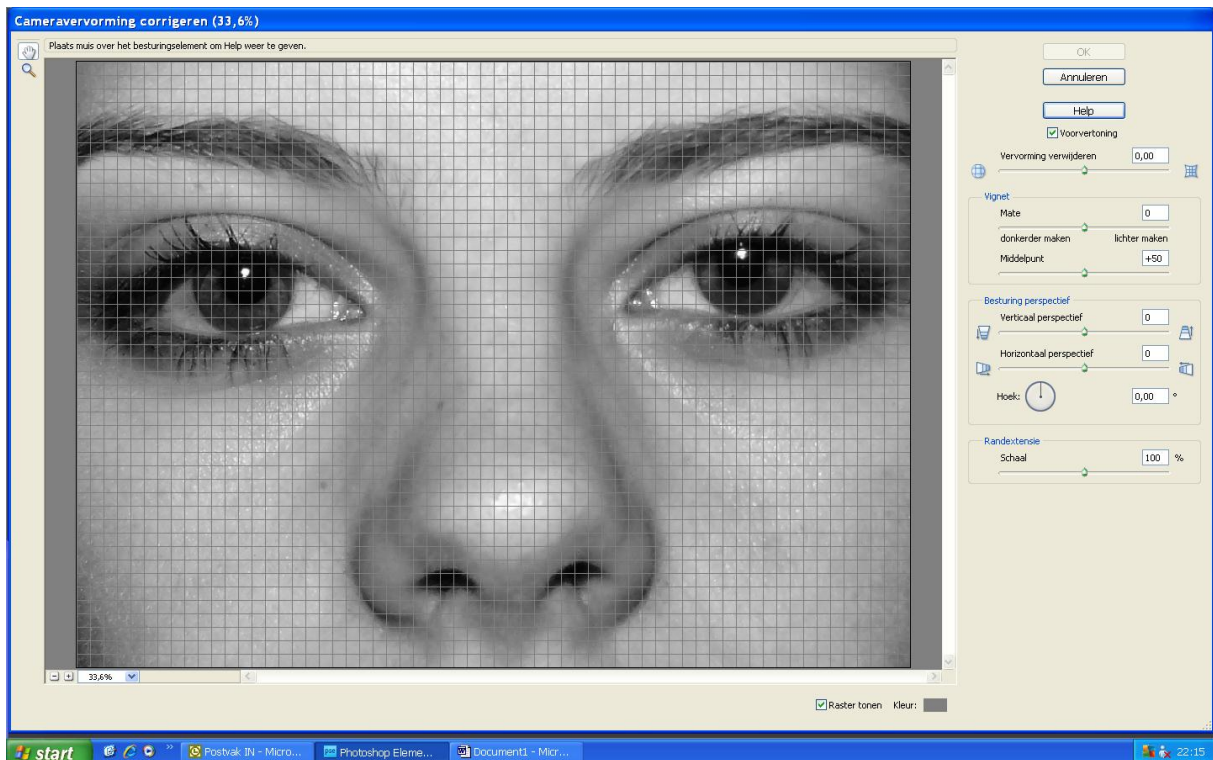 Cameravervorming corrigeren (33,6%)
Plaats muis over het besturingselement om Help weer te geven.
OK
Annuleren
Help
Voorvertoning
Vervorming verwijderen 0,00
Vignet
Mate 0
donkerder maken lichter maken
Middelpunt +50
Besturing perspectief
Verticaal perspectief 0
Horizontaal perspectief 0
Hoek: 0,00 °
Randextensie
Schaal 100 %
33,6%
Raster tonen Kleur:
start Postvak IN - Micro... Photoshop Eleme... Document1 - Micr... 22:15